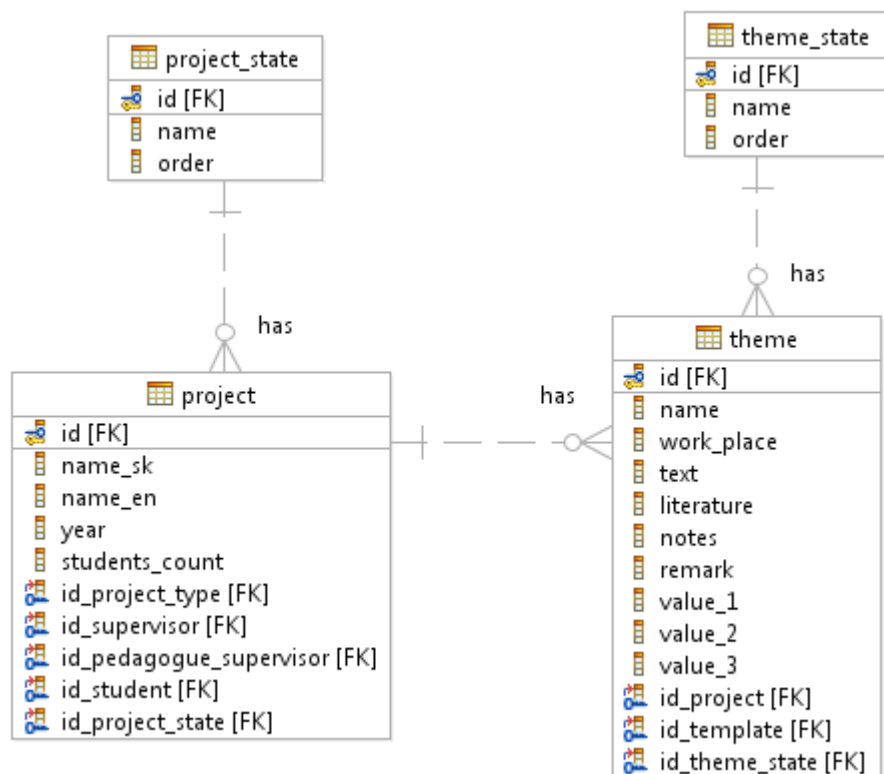 project_state
id [FK]
name
order
theme_state
id [FK]
name
order
has
has
project
id [FK]
name_sk
name_en
year
students_count
id_project_type [FK]
id_supervisor [FK]
id_pedagogue_supervisor [FK]
id_student [FK]
id_project_state [FK]
has
theme
id [FK]
name
work_place
text
literature
notes
remark
value_1
value_2
value_3
id_project [FK]
id_template [FK]
id_theme_state [FK]